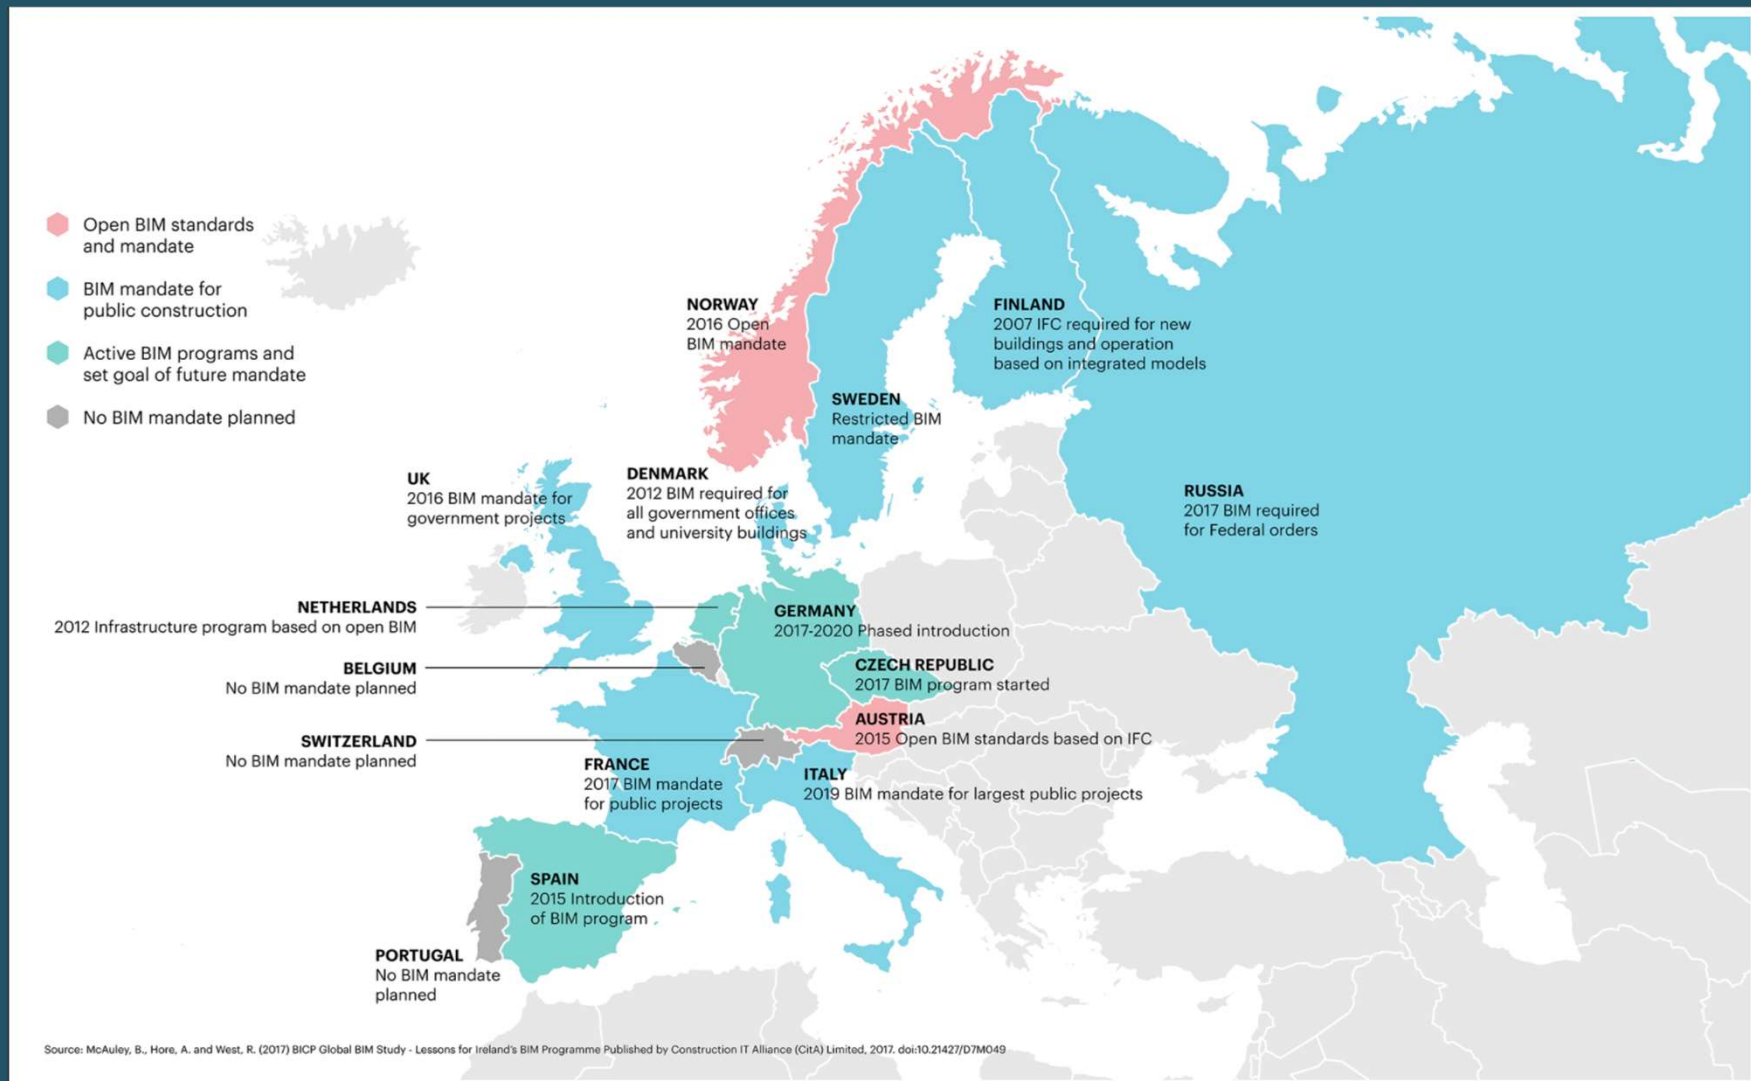 Open BIM standards
and mandate
BIM mandate for
public construction
Active BIM programs and
set goal of future mandate
No BIM mandate planned
NORWAY
2016 Open
BIM mandate
FINLAND
2007 IFC required for new
buildings and operation
based on integrated models
SWEDEN
Restricted BIM
mandate
UK
2016 BIM mandate for
government projects
DENMARK
2012 BIM required for
all government offices
and university buildings
RUSSIA
2017 BIM required
for Federal orders
NETHERLANDS
2012 Infrastructure program based on open BIM
GERMANY
2017-2020 Phased introduction
BELGIUM
No BIM mandate planned
CZECH REPUBLIC
2017 BIM program started
AUSTRIA
2015 Open BIM standards based on IFC
SWITZERLAND
No BIM mandate planned
FRANCE
2017 BIM mandate
for public projects
ITALY
2019 BIM mandate for largest public projects
SPAIN
2015 Introduction
of BIM program
PORTUGAL
No BIM mandate
planned
Source: McAuley, B., Hore, A. and West, R. (2017) BICP Global BIM Study - Lessons for Ireland's BIM Programme Published by Construction IT Alliance (CitA) Limited, 2017. doi:10.21427/D7M049